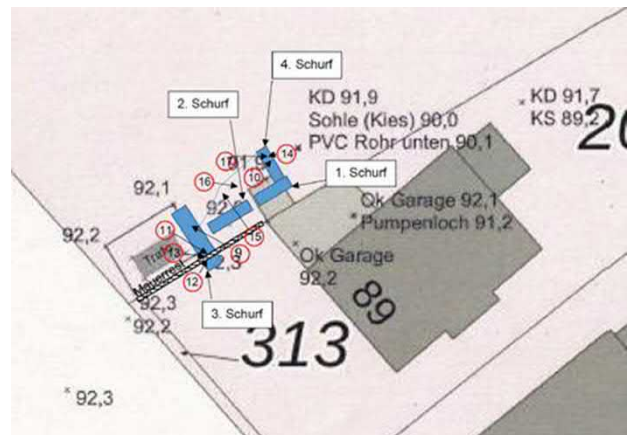 4. Schurf
KD 91,9
Sohle (Kies) 90,0
PVC Rohr unten 90,1
KD 91,7
KS 89,2
2. Schurf
17
14
1. Schurf
10
16
92,1
Ok Garage 92,1
Pumpenloch 91,2
11
92,2
15
13
9
Mauerrest
12
Ok Garage
92,2
92,3
92,2
3. Schurf
89
313
92,3